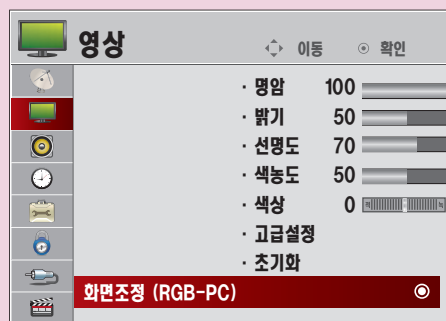 영상 이동 확인
· 명암 100
· 밝기 50
· 선명도 70
· 색농도 50
· 색상 0
· 고급설정
· 초기화
화면조정 (RGB-PC)